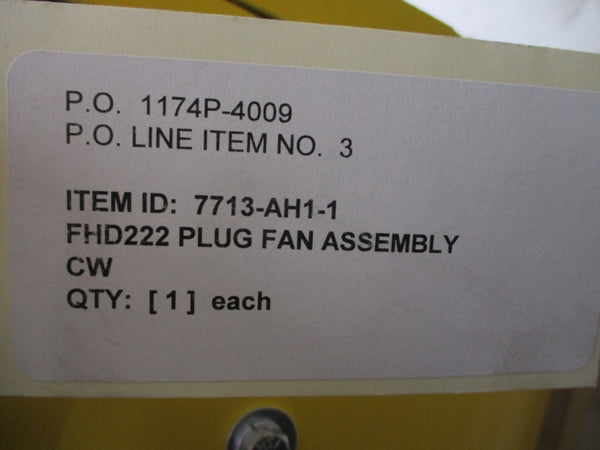 P.O. 1174P-4009
P.O. LINE ITEM NO. 3
ITEM ID: 7713-AH1-1
FHD222 PLUG FAN ASSEMBLY
CW
QTY: [ 1 ] each